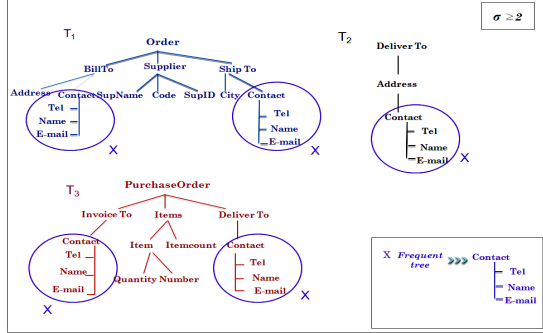 σ ≥2
T1
Order
BillTo Supplier Ship To
Address Contact SupName Code SupID City Contact
Tel
Name
E-mail
X
Tel
Name
E-mail
X
T2
Deliver To
Address
Contact
Tel
Name
E-mail
X
T3
PurchaseOrder
Invoice To Items Deliver To
Contact Item Itemcount Contact
Tel
Name
E-mail
X
Quantity Number
Tel
Name
E-mail
X
X Frequent tree >>> Contact
Tel
Name
E-mail